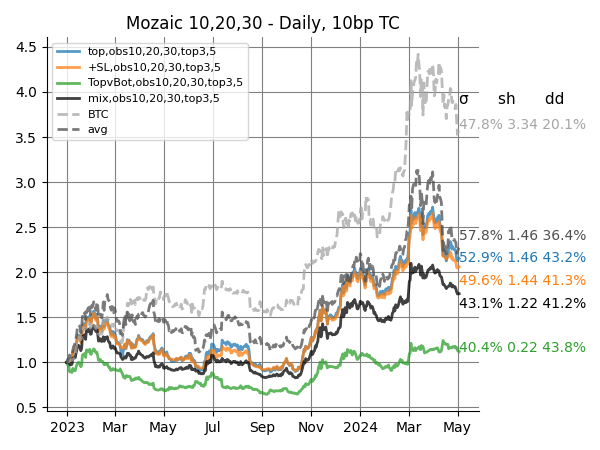 Mozaic 10,20,30 - Daily, 10bp TC
top,obs10,20,30,top3,5
+SL,obs10,20,30,top3,5
TopvBot,obs10,20,30,top3,5
mix,obs10,20,30,top3,5
BTC
avg
4.5
4.0
3.5
3.0
2.5
2.0
1.5
1.0
0.5
σ sh dd
47.8% 3.34 20.1%
57.8% 1.46 36.4%
52.9% 1.46 43.2%
49.6% 1.44 41.3%
43.1% 1.22 41.2%
40.4% 0.22 43.8%
2023 Mar May Jul Sep Nov 2024 Mar May